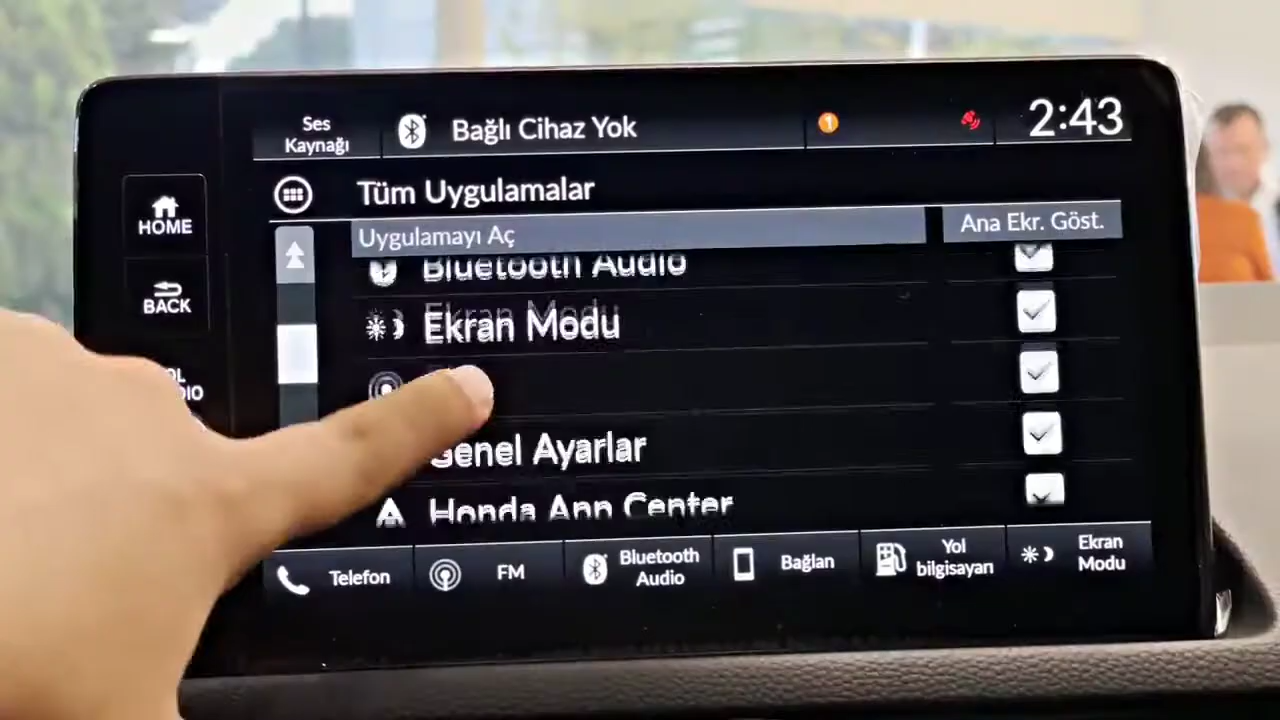 Ses
Kaynağı
Bağlı Cihaz Yok
1
2:43
HOME
Tüm Uygulamalar
Uygulamayı Aç
Ana Ekr. Göst.
Bluetooth Audio
BACK
Ekran Modu
Genel Ayarlar
Honda App Center
Telefon
FM
Bluetooth
Audio
Bağlan
Yol
bilgisayarı
Ekran
Modu